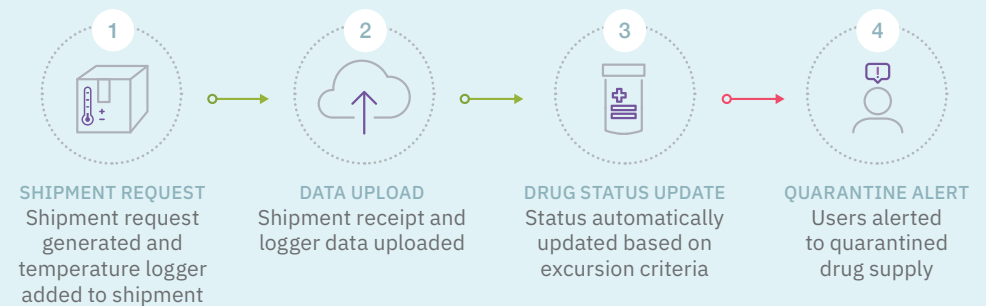 1
SHIPMENT REQUEST
Shipment request
generated and
temperature logger
added to shipment
2
DATA UPLOAD
Shipment receipt and
logger data uploaded
3
DRUG STATUS UPDATE
Status automatically
updated based on
excursion criteria
4
QUARANTINE ALERT
Users alerted
to quarantined
drug supply